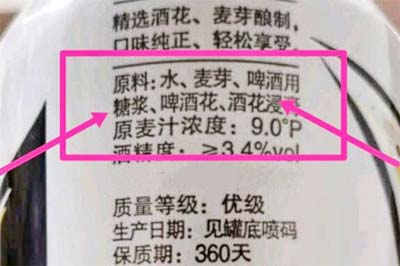 精选酒花、麦芽酿制，
口味纯正、轻松享受。
原料：水、麦芽、啤酒用
糖浆、啤酒花、酒花浸膏
原麦汁浓度：9.0°P
酒精度：≥3.4%vol
质量等级：优级
生产日期：见罐底喷码
保质期：360天